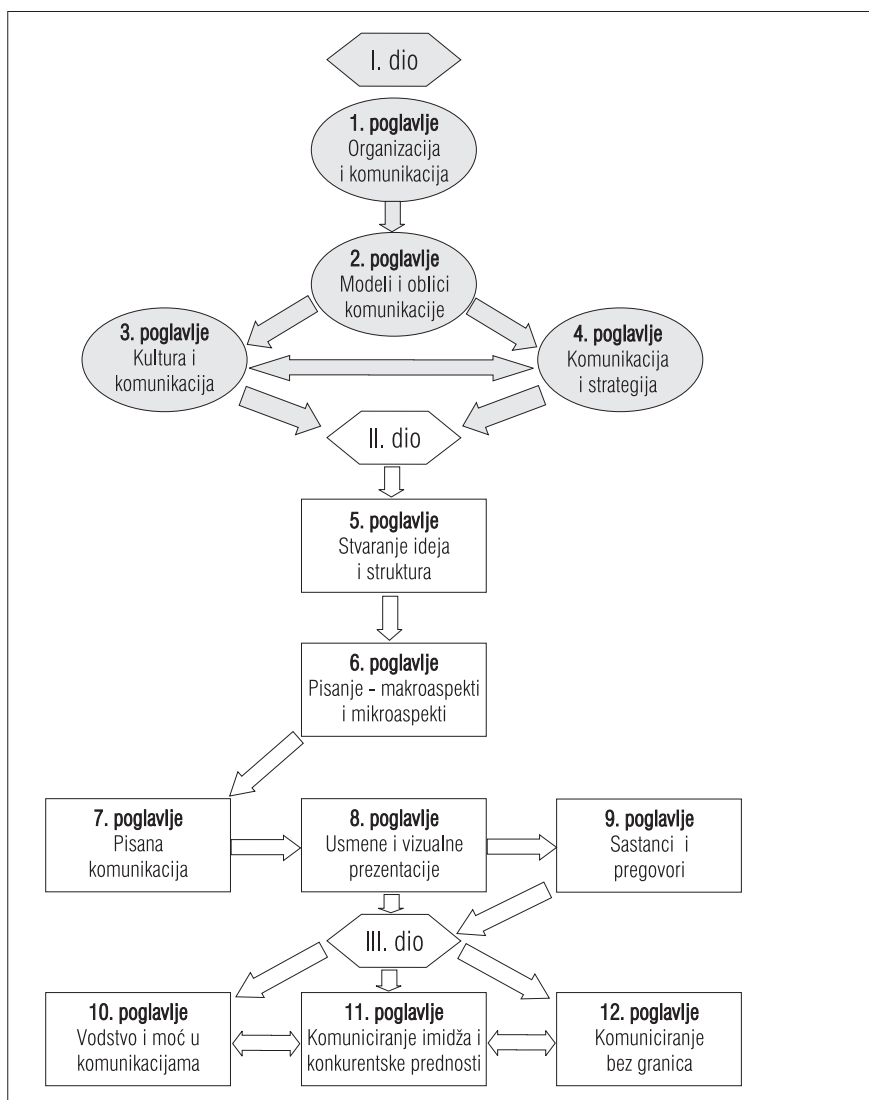 I. dio
1. poglavlje
Organizacija
i komunikacija
2. poglavlje
Modeli i oblici
komunikacije
3. poglavlje
Kultura i
komunikacija
4. poglavlje
Komunikacija
i strategija
II. dio
5. poglavlje
Stvaranje ideja
i struktura
6. poglavlje
Pisanje - makroaspekti
i mikroaspekti
7. poglavlje
Pisana
komunikacija
8. poglavlje
Usmene i vizualne
prezentacije
9. poglavlje
Sastanci i
pregovori
III. dio
10. poglavlje
Vodstvo i moć u
komunikacijama
11. poglavlje
Komuniciranje imidža i
konkurentske prednosti
12. poglavlje
Komuniciranje
bez granica